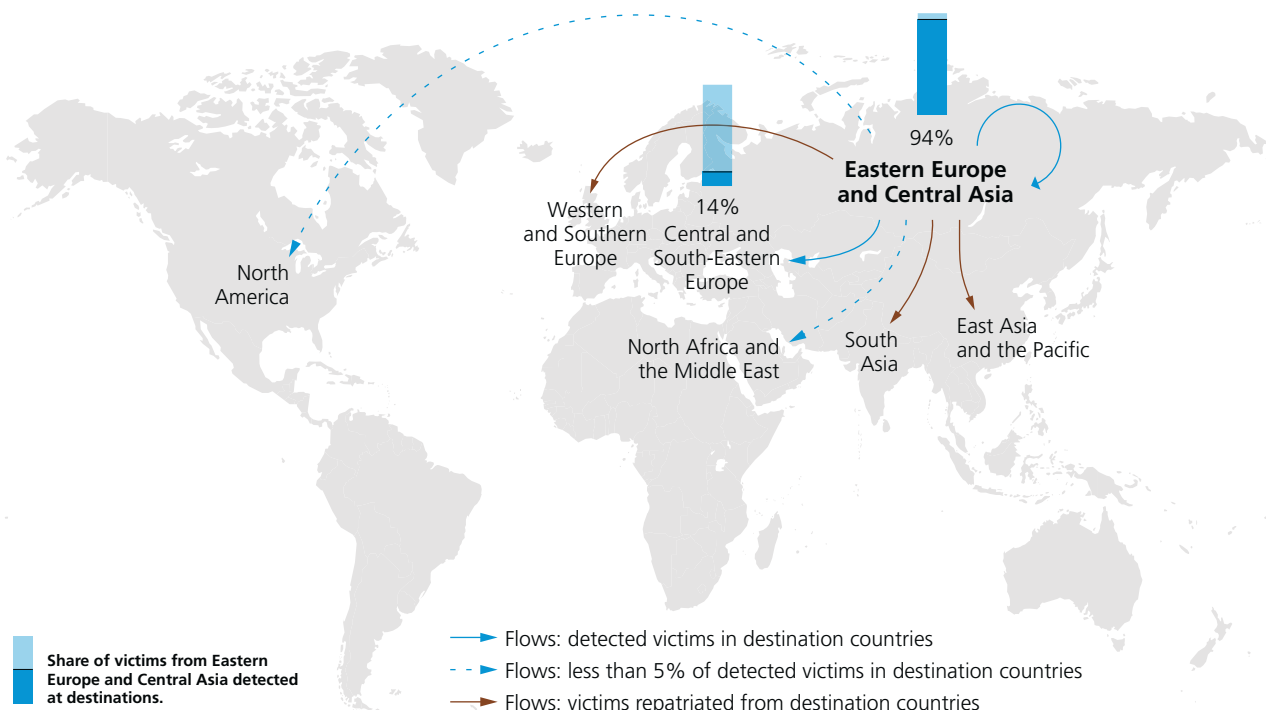 94%
Eastern Europe
and Central Asia
14%
Western
and Southern
Europe
Central and
South-Eastern
Europe
North
America
North Africa and
the Middle East
South
Asia
East Asia
and the Pacific
Share of victims from Eastern
Europe and Central Asia detected
at destinations.
Flows: detected victims in destination countries
Flows: less than 5% of detected victims in destination countries
Flows: victims repatriated from destination countries